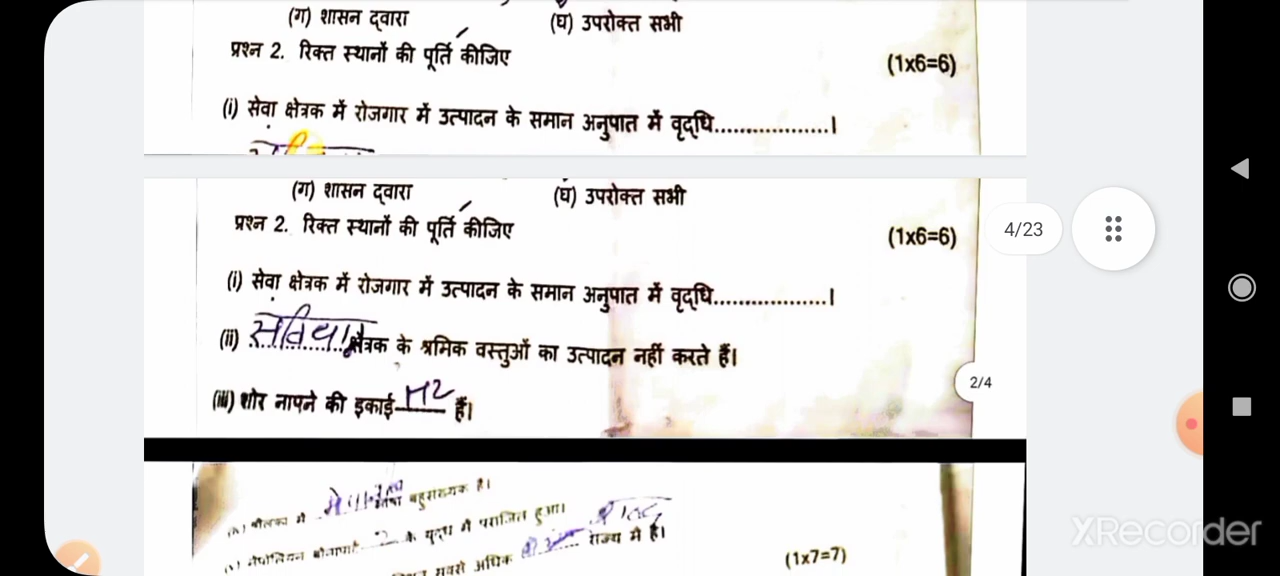 (ग) शासन द्वारा (घ) उपरोक्त सभी
प्रश्न 2. रिक्त स्थानों की पूर्ति कीजिए (1x6=6)
(i) सेवा क्षेत्रक में रोजगार में उत्पादन के समान अनुपात में वृद्धि...................।
(ग) शासन द्वारा (घ) उपरोक्त सभी
प्रश्न 2. रिक्त स्थानों की पूर्ति कीजिए (1x6=6)
4/23
(i) सेवा क्षेत्रक में रोजगार में उत्पादन के समान अनुपात में वृद्धि...................।
(ii) क्षेत्रक के श्रमिक वस्तुओं का उत्पादन नहीं करते हैं।
2/4
(iii) शोर नापने की इकाई HZ हैं।
बहुसंख्यक है।
(v) नेपोलियन बोनापार्ट 2 के युद्ध में पराजित हुआ।
सबसे अधिक राज्य में है।
(1x7=7)
XRecorder